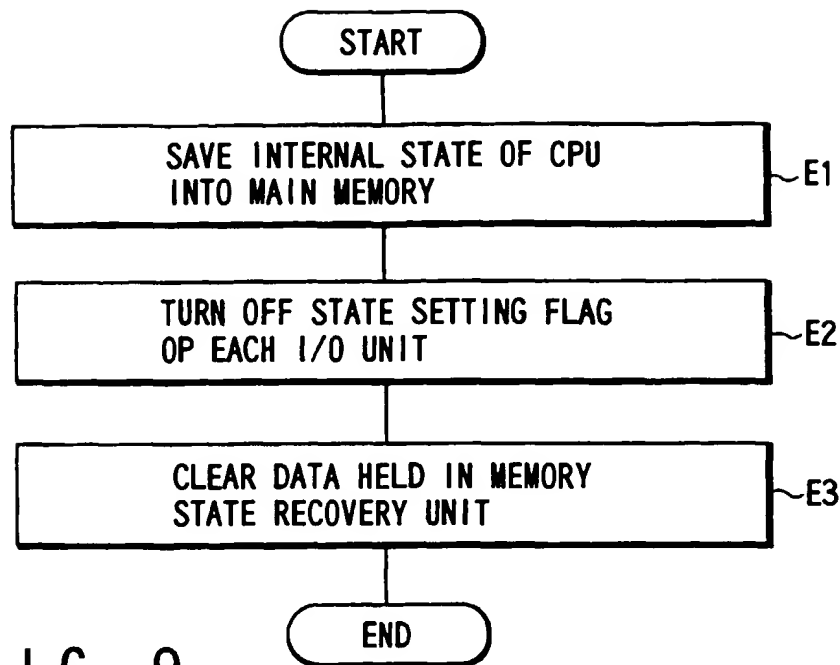 START
SAVE INTERNAL STATE OF CPU
INTO MAIN MEMORY
E1
TURN OFF STATE SETTING FLAG
OP EACH I/O UNIT
E2
CLEAR DATA HELD IN MEMORY
STATE RECOVERY UNIT
E3
END